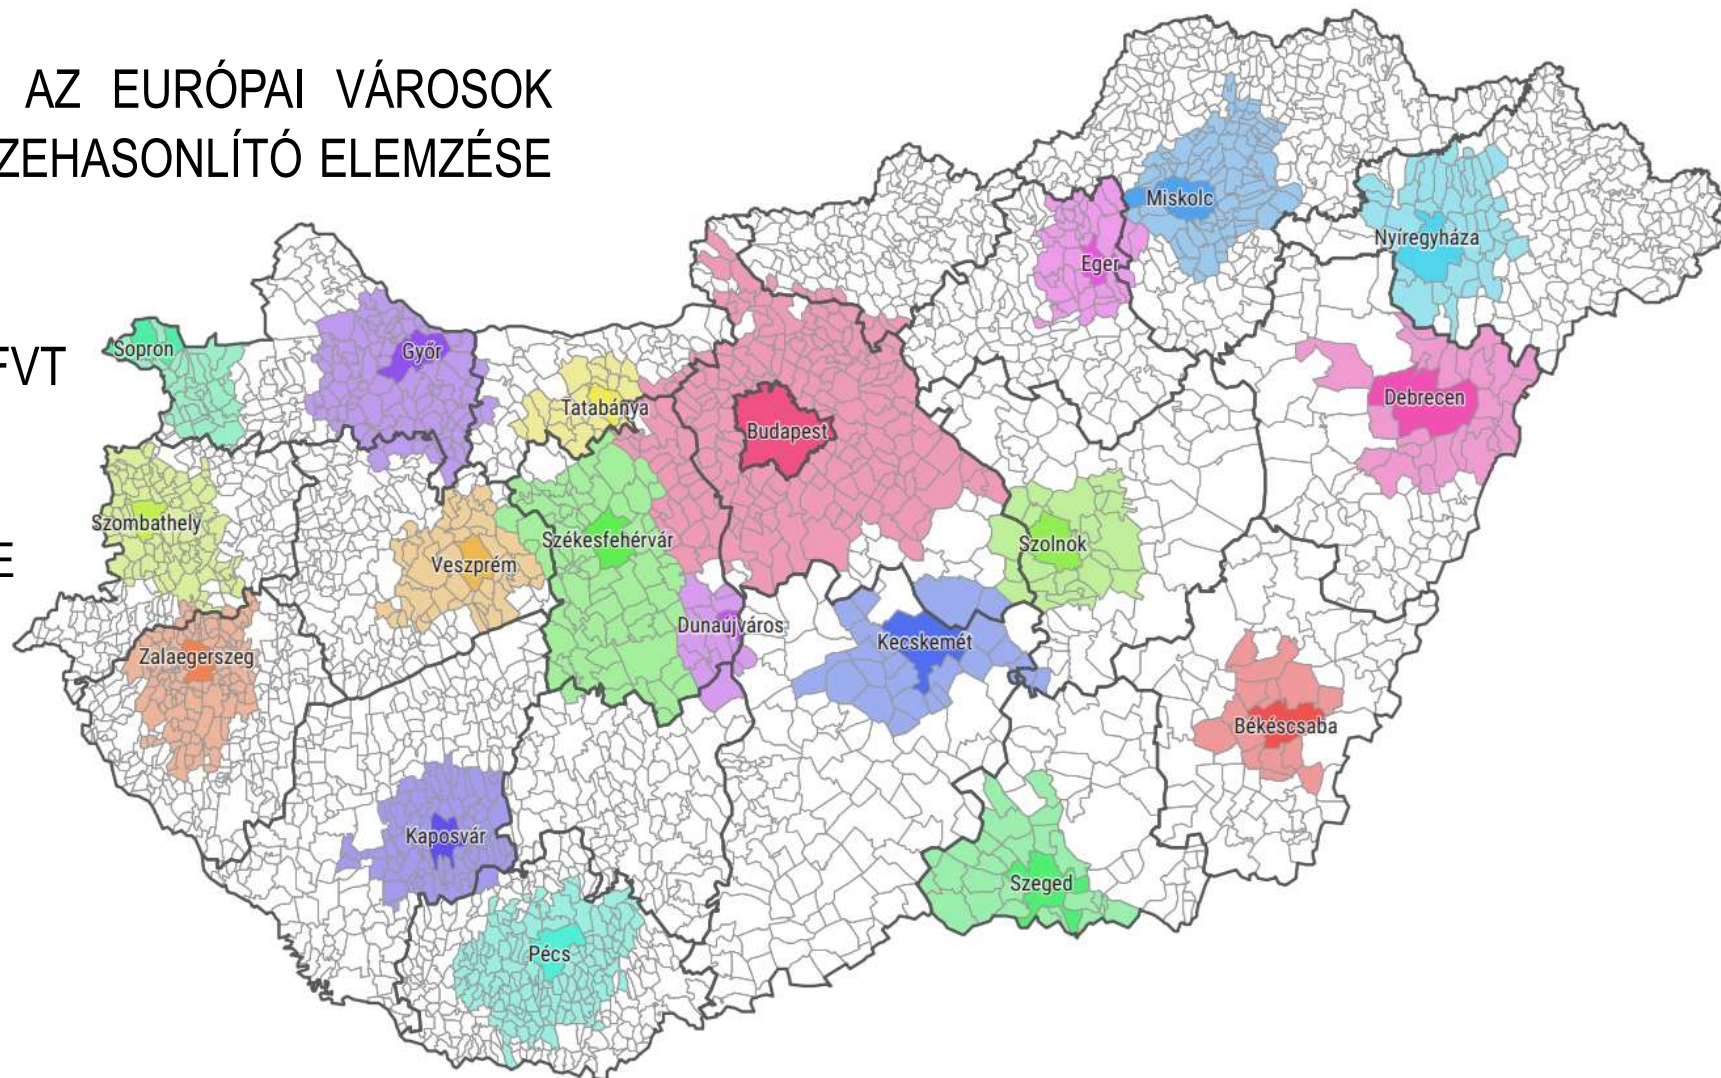 AZ EURÓPAI VÁROSOK
ZEHASONLÍTÓ ELEMZÉSE
FVT
E
Miskolc
Nyíregyháza
Eger
Sopron
Győr
Debrecen
Tatabánya
Budapest
Szombathely
Székesfehérvár
Szolnok
Veszprém
Dunaújváros
Kecskemét
Zalaegerszeg
Békéscsaba
Kaposvár
Szeged
Pécs